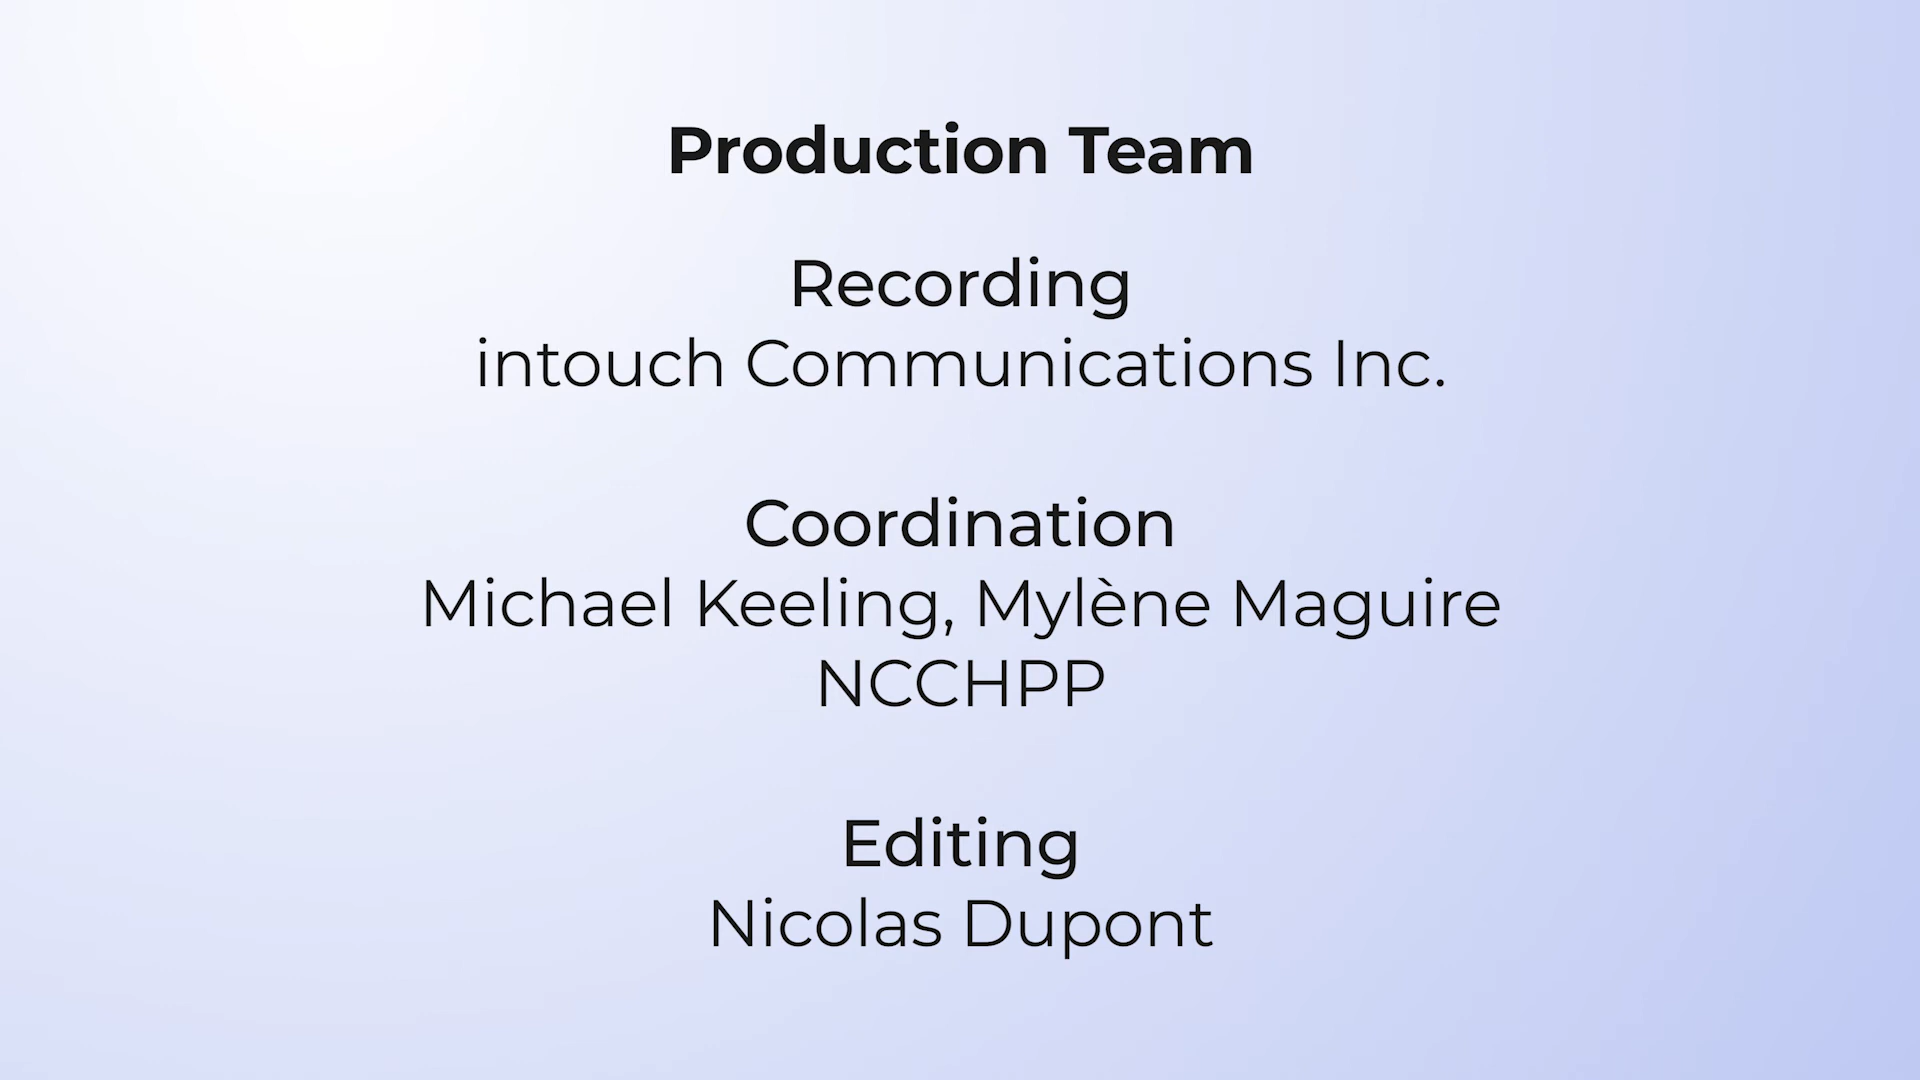 Production Team
Recording
intouch Communications Inc.
Coordination
Michael Keeling, Mylène Maguire
NCCHPP
Editing
Nicolas Dupont